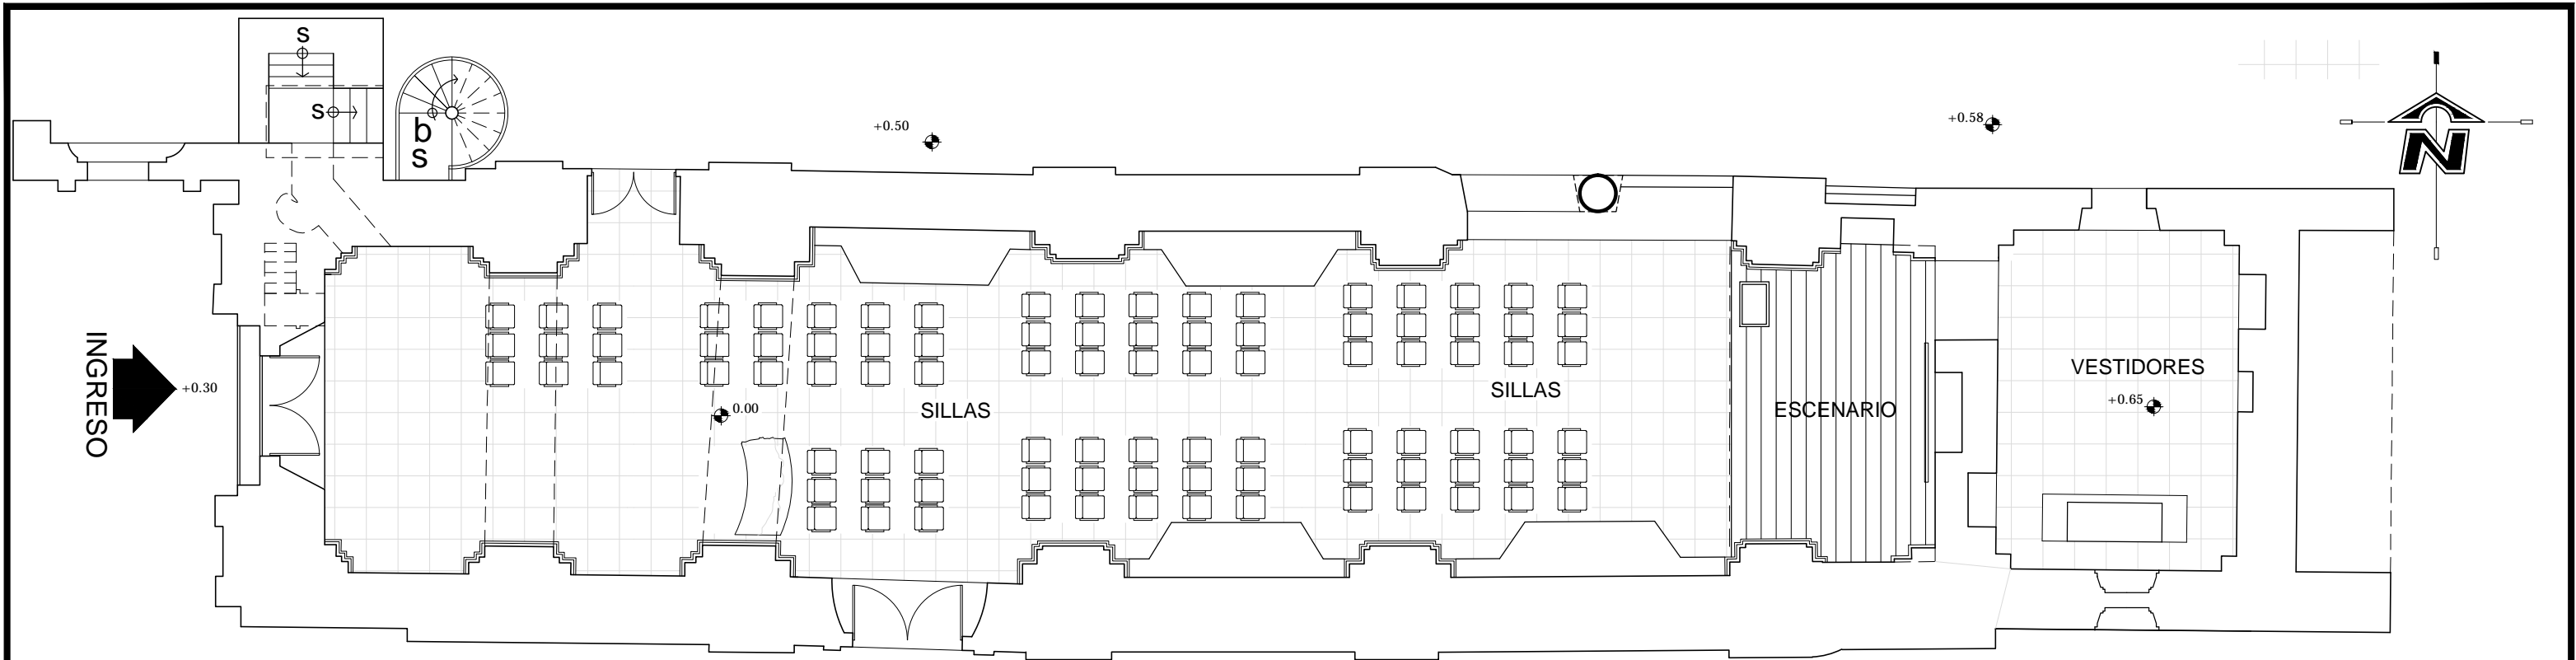 s
s
b
s
+0.50
+0.58
N
INGRESO
+0.30
0.00
SILLAS
SILLAS
ESCENARIO
VESTIDORES
+0.65